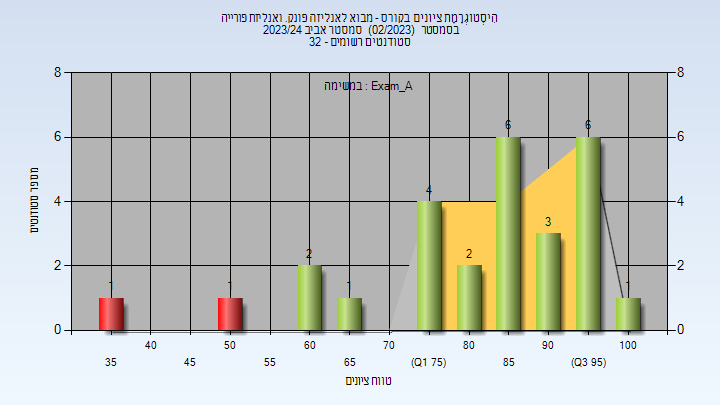 היסטוגרמת ציונים בקורס - מבוא לאנליזה פונק. ואנליזת פורייה
בסמסטר (02/2023) סמסטר אביב 2023/24
סטודנטים רשומים - 32
במשימה : Exam_A
מספר סטודנטים
8 8
6 6
4 4
2 2
0 0
1 1 2 1 4 2 6 3 6 1
40 50 60 70 80 90 100
35 45 55 65 (Q1 75) 85 (Q3 95)
טווח ציונים